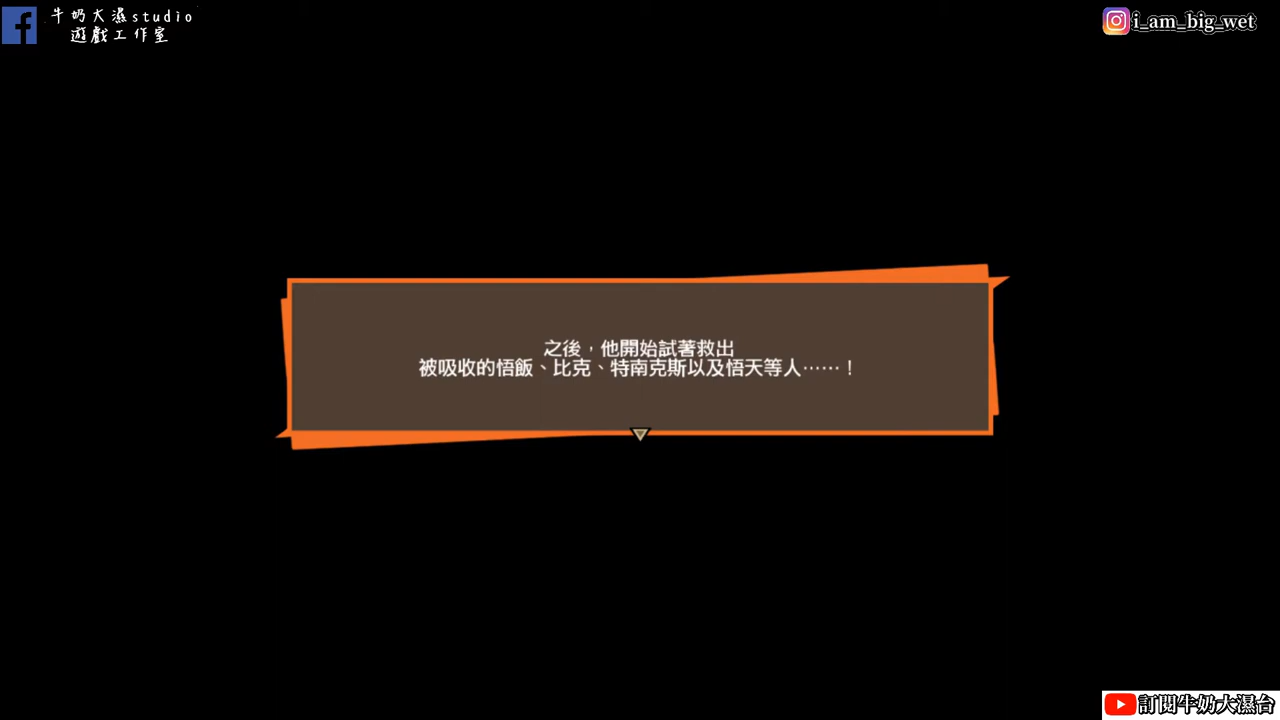 牛奶大濕studio
遊戲工作室
i_am_big_wet
之後，他開始試著救出
被吸收的悟飯、比克、特南克斯以及悟天等人……！
訂閱牛奶大濕台